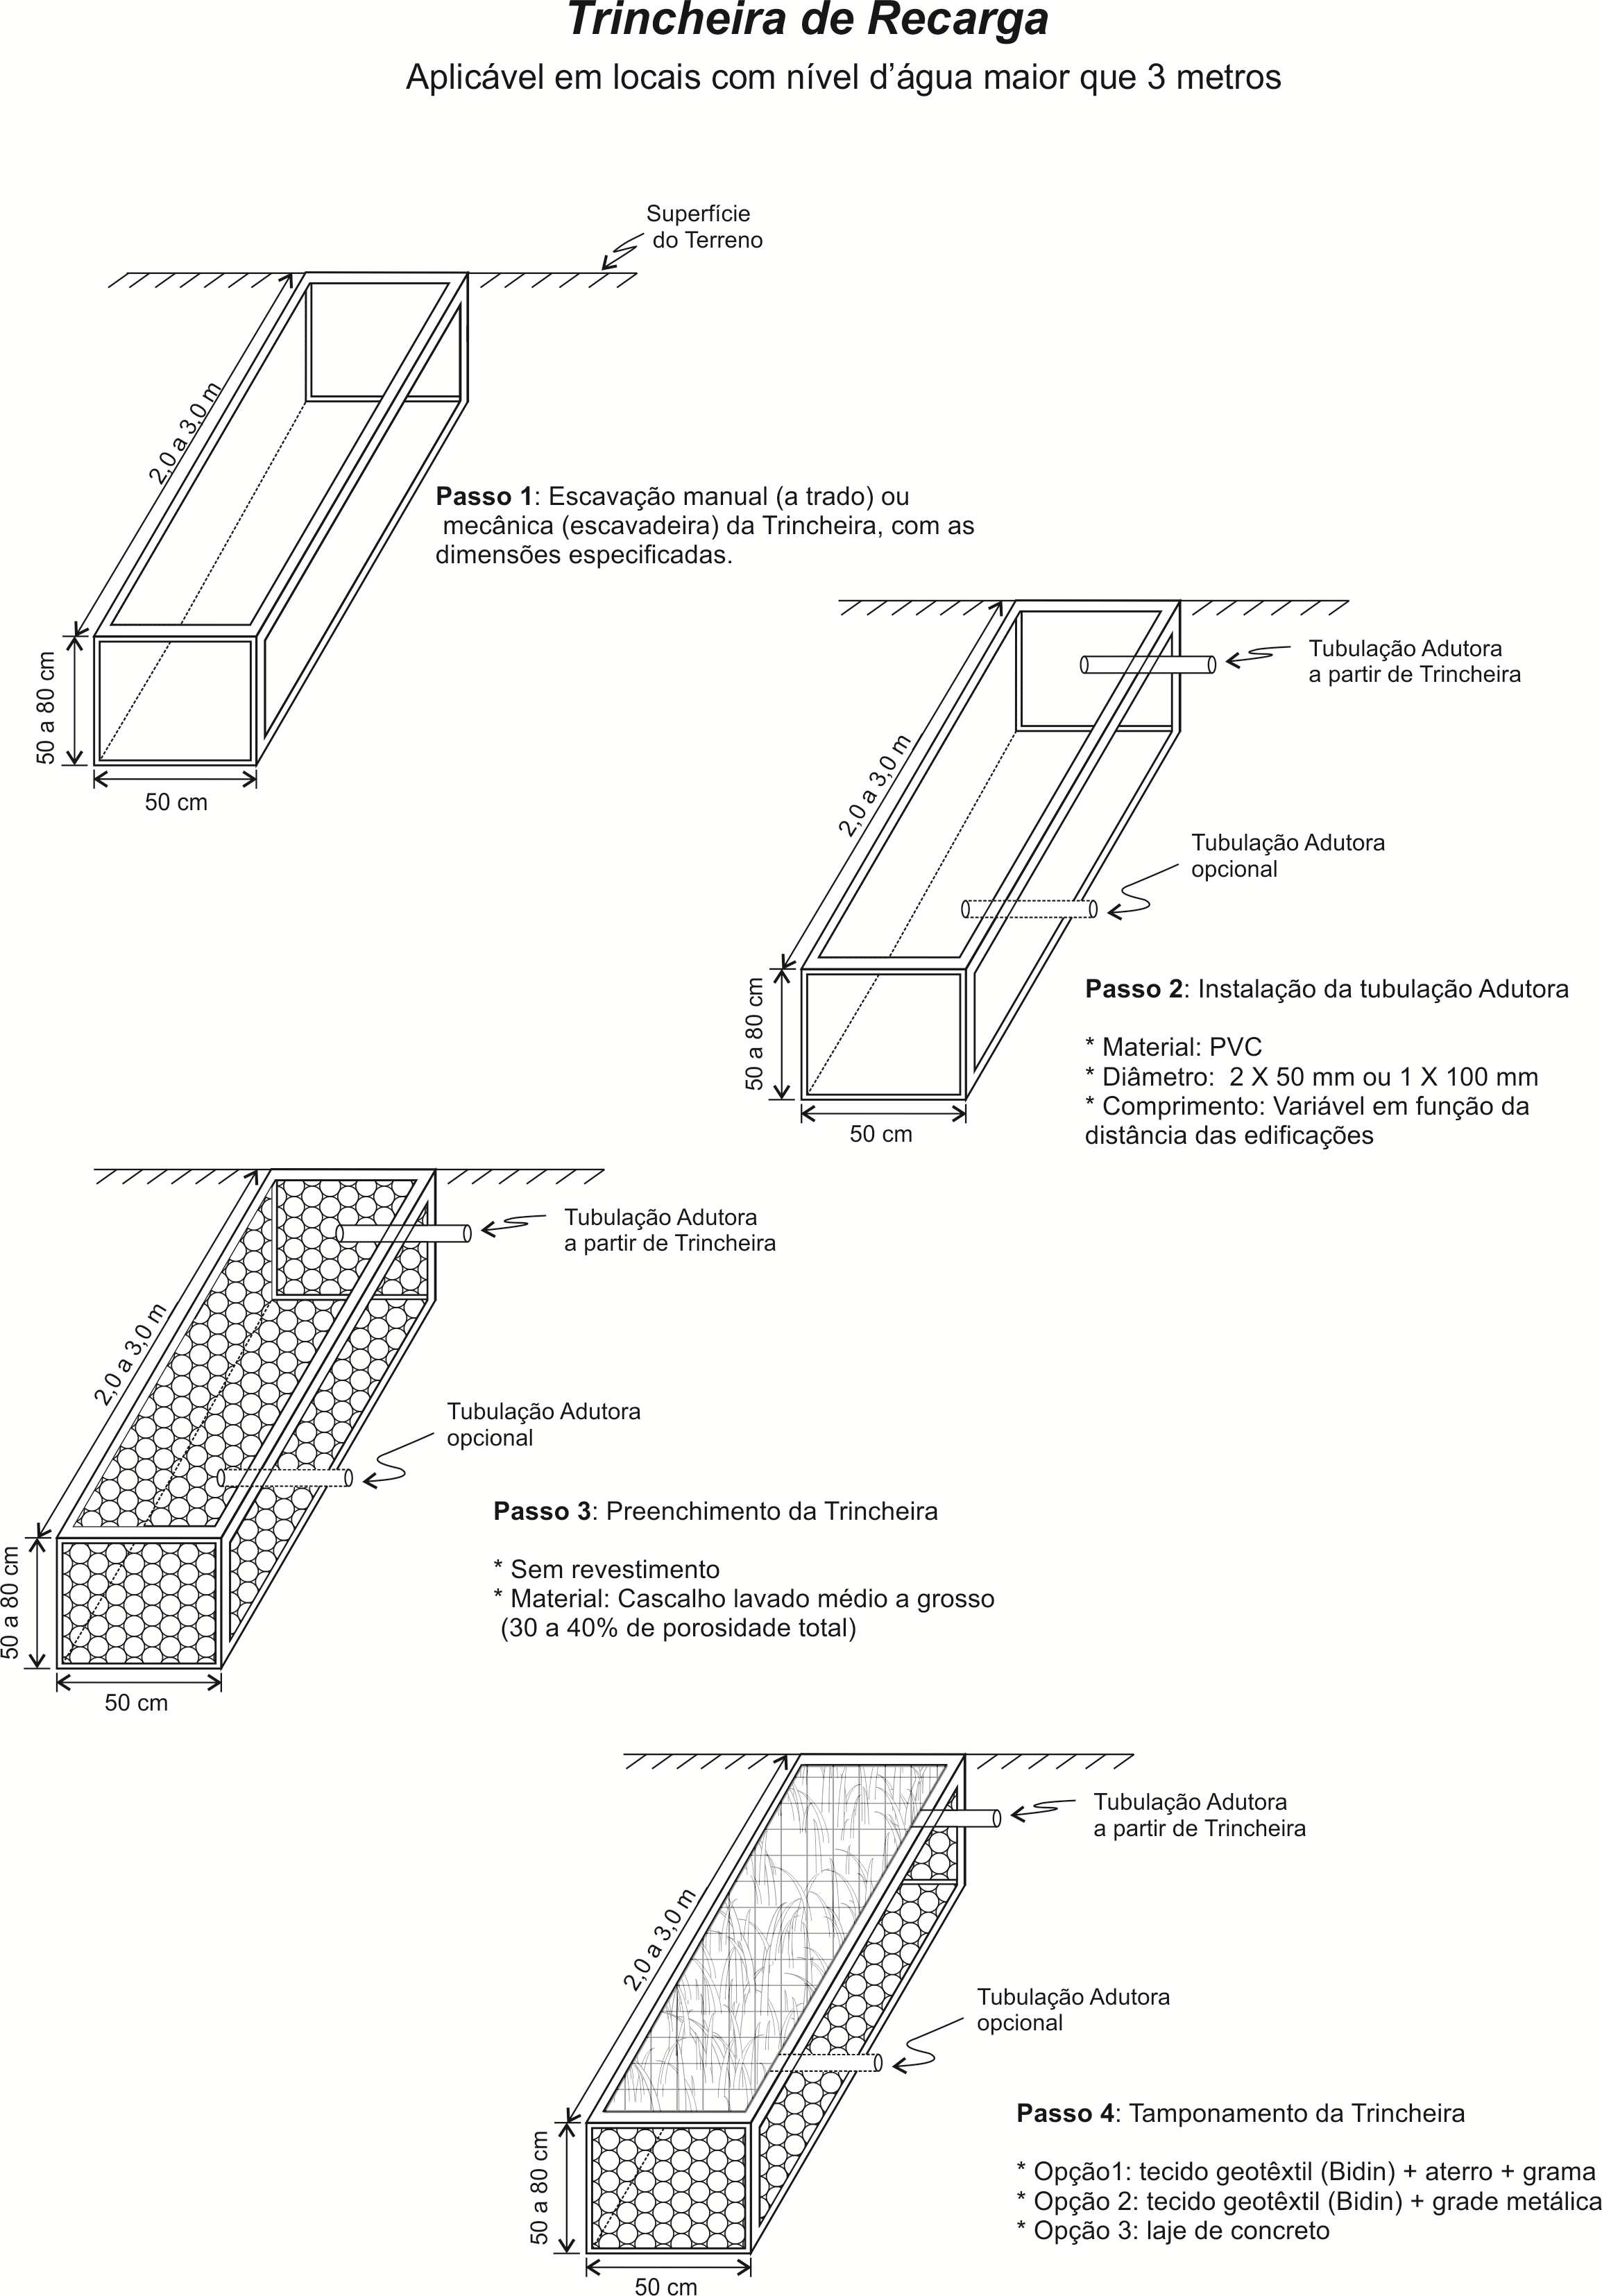 Trincheira de Recarga
Aplicável em locais com nível d’água maior que 3 metros
Superfície
do Terreno
2,0 a 3,0 m
50 a 80 cm
50 cm
Passo 1: Escavação manual (a trado) ou
mecânica (escavadeira) da Trincheira, com as
dimensões especificadas.
Tubulação Adutora
a partir de Trincheira
2,0 a 3,0 m
Tubulação Adutora
opcional
50 a 80 cm
50 cm
Passo 2: Instalação da tubulação Adutora
* Material: PVC
* Diâmetro: 2 X 50 mm ou 1 X 100 mm
* Comprimento: Variável em função da
distância das edificações
Tubulação Adutora
a partir de Trincheira
2,0 a 3,0 m
Tubulação Adutora
opcional
50 a 80 cm
50 cm
Passo 3: Preenchimento da Trincheira
* Sem revestimento
* Material: Cascalho lavado médio a grosso
(30 a 40% de porosidade total)
Tubulação Adutora
a partir de Trincheira
2,0 a 3,0 m
Tubulação Adutora
opcional
50 a 80 cm
50 cm
Passo 4: Tamponamento da Trincheira
* Opção1: tecido geotêxtil (Bidin) + aterro + grama
* Opção 2: tecido geotêxtil (Bidin) + grade metálica
* Opção 3: laje de concreto